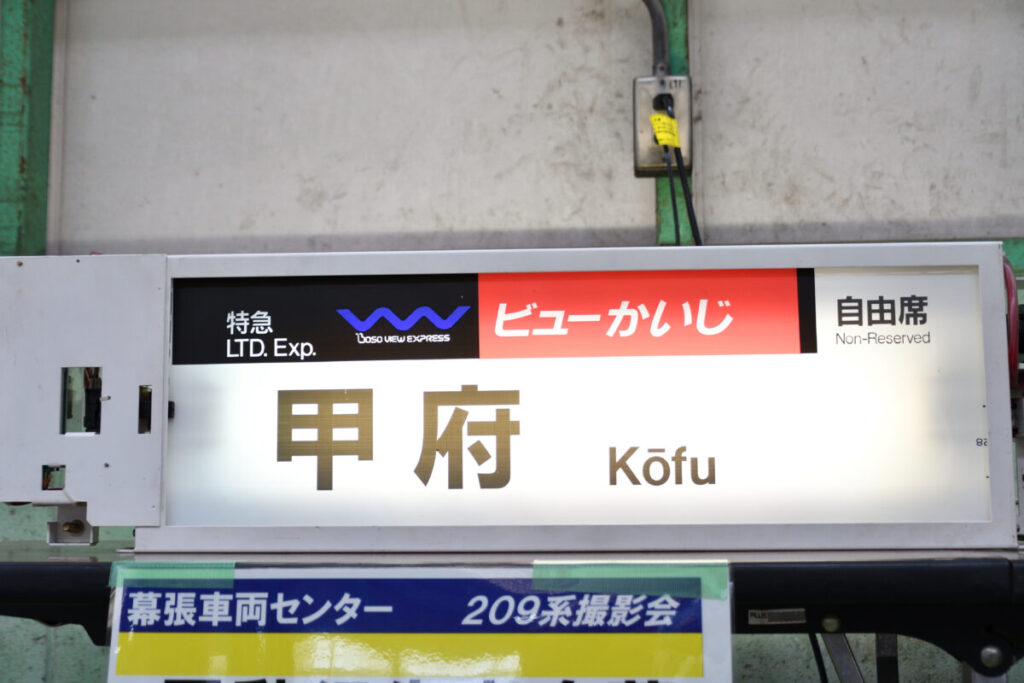 特急
LTD. Exp.
BOSO VIEW EXPRESS
ビューかいじ
自由席
Non-Reserved
甲府
Kōfu
82
幕張車両センター 209系撮影会